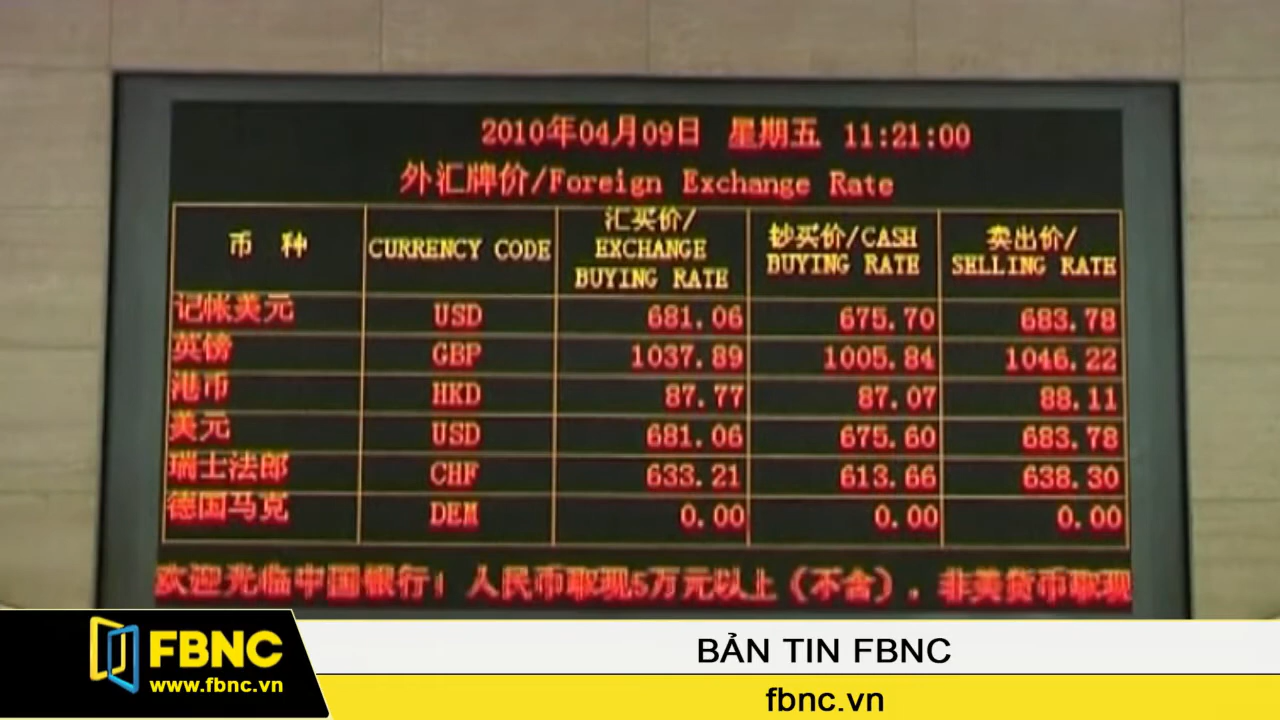 2010年04月09日 星期五 11:21:00
外汇牌价/Foreign Exchange Rate
币 种 CURRENCY CODE 汇买价/EXCHANGE BUYING RATE 钞买价/CASH BUYING RATE 卖出价/SELLING RATE
记帐美元 USD 681.06 675.70 683.78
英镑 GBP 1037.89 1005.84 1046.22
港币 HKD 87.77 87.07 88.11
美元 USD 681.06 675.60 683.78
瑞士法郎 CHF 633.21 613.66 638.30
德国马克 DEM 0.00 0.00 0.00
欢迎光临中国银行! 人民币取现5万元以上（不含）, 非美货币取现
FBNC
www.fbnc.vn
BẢN TIN FBNC
fbnc.vn